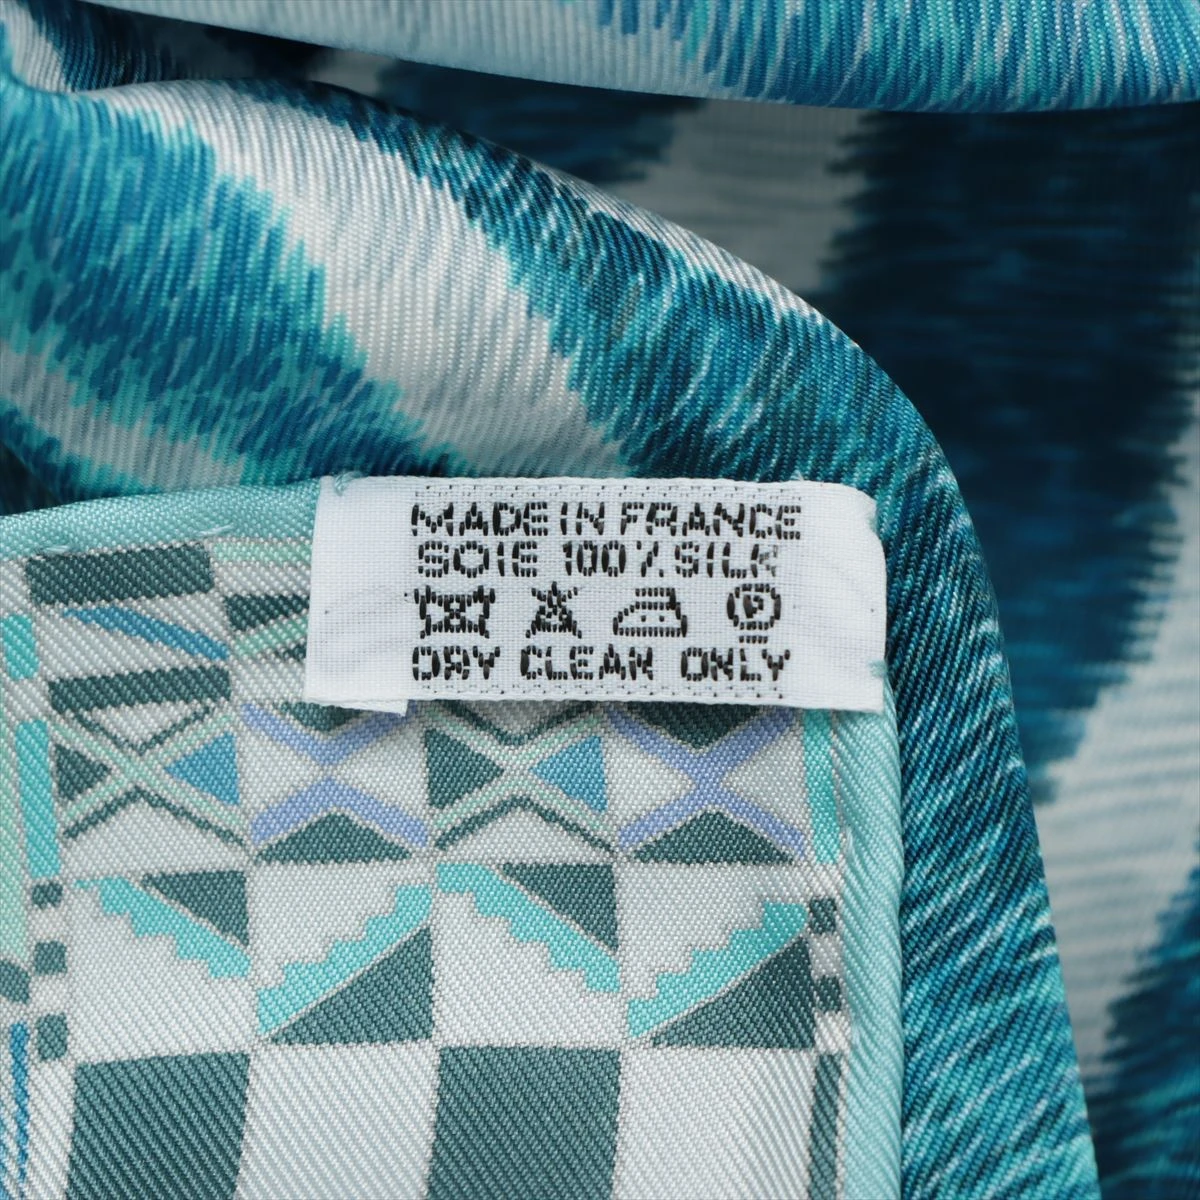 MADE IN FRANCE
SOIE 100% SILK
P
DRY CLEAN ONLY